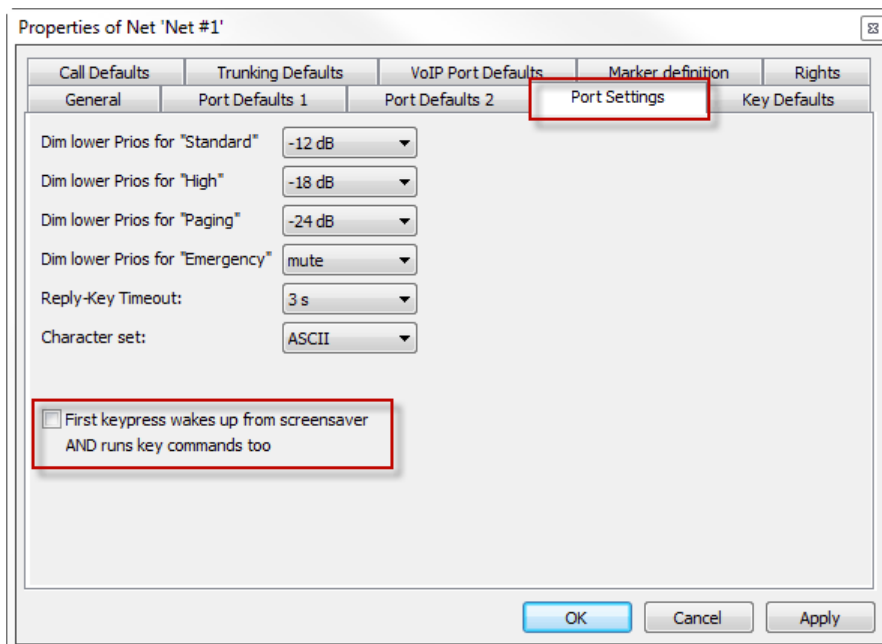 Properties of Net 'Net #1'
Call Defaults Trunking Defaults VoIP Port Defaults Marker definition Rights
General Port Defaults 1 Port Defaults 2 Port Settings Key Defaults
Dim lower Prios for "Standard" -12 dB
Dim lower Prios for "High" -18 dB
Dim lower Prios for "Paging" -24 dB
Dim lower Prios for "Emergency" mute
Reply-Key Timeout: 3 s
Character set: ASCII
First keypress wakes up from screensaver
AND runs key commands too
OK Cancel Apply